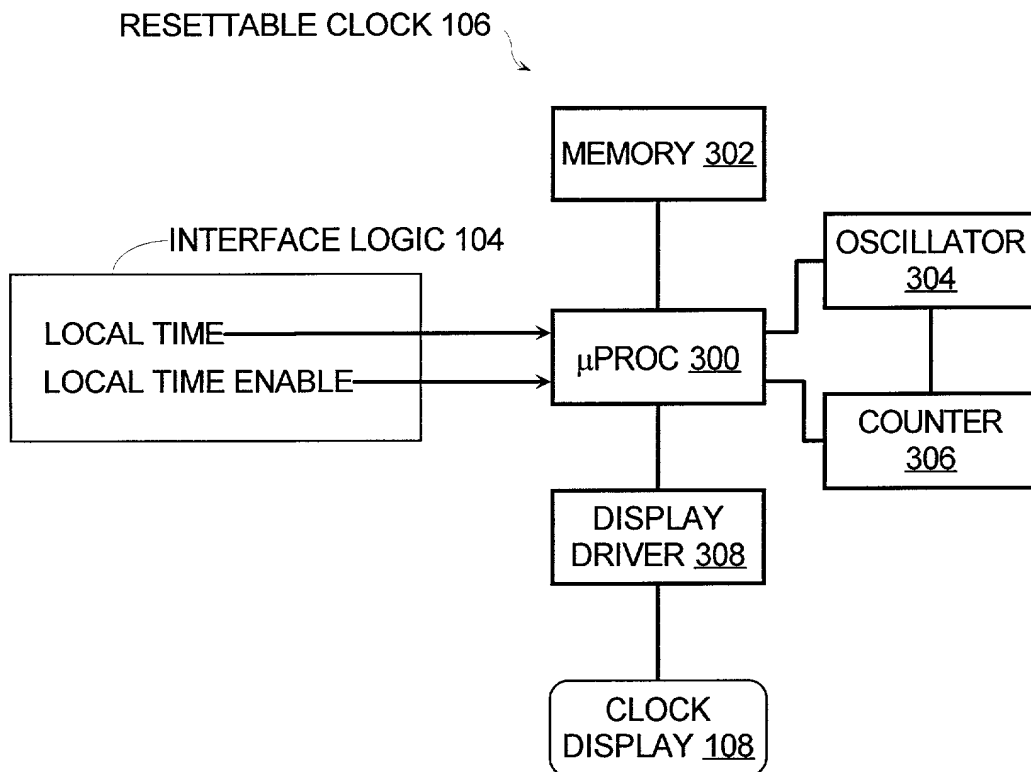 RESETTABLE CLOCK 106
MEMORY 302
INTERFACE LOGIC 104
OSCILLATOR
304
LOCAL TIME
LOCAL TIME ENABLE
μPROC 300
COUNTER
306
DISPLAY
DRIVER 308
CLOCK
DISPLAY 108